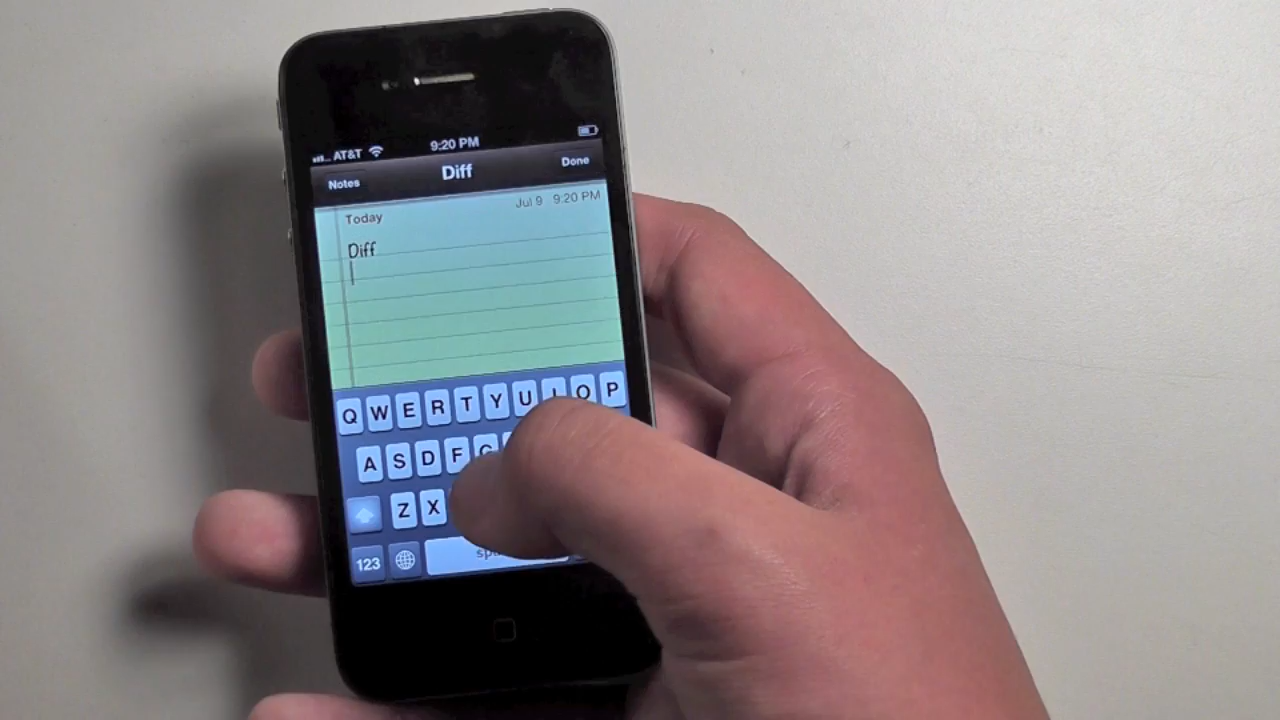 AT&T 9:20 PM
Notes Diff Done
Today Jul 9 9:20 PM
Diff
Q W E R T Y U I O P
A S D F G
Z X
123